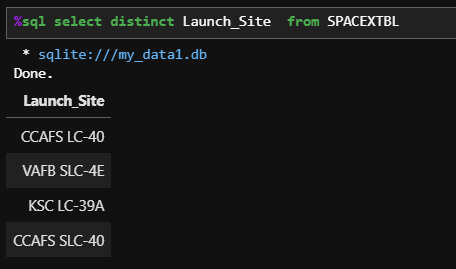 %sql select distinct Launch_Site  from SPACEXTBL
* sqlite:///my_data1.db
Done.
Launch_Site
CCAFS LC-40
VAFB SLC-4E
KSC LC-39A
CCAFS SLC-40